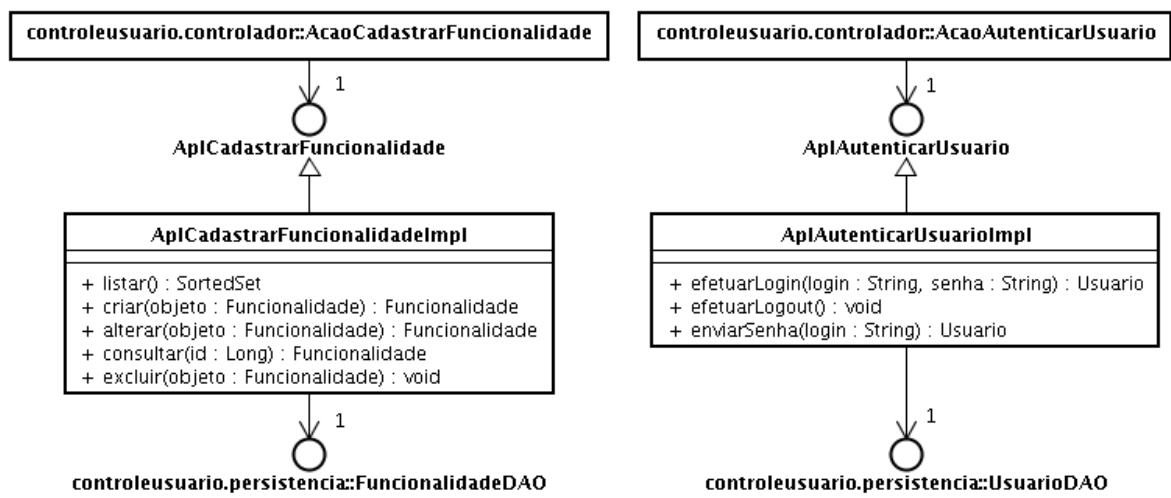 controleusuario.controlador::AcaoCadastrarFuncionalidade
1
AplCadastrarFuncionalidade
AplCadastrarFuncionalidadeImpl
+ listar() : SortedSet
+ criar(objeto : Funcionalidade) : Funcionalidade
+ alterar(objeto : Funcionalidade) : Funcionalidade
+ consultar(id : Long) : Funcionalidade
+ excluir(objeto : Funcionalidade) : void
1
controleusuario.persistencia::FuncionalidadeDAO
controleusuario.controlador::AcaoAutenticarUsuario
1
AplAutenticarUsuario
AplAutenticarUsuarioImpl
+ efetuarLogin(login : String, senha : String) : Usuario
+ efetuarLogout() : void
+ enviarSenha(login : String) : Usuario
1
controleusuario.persistencia::UsuarioDAO